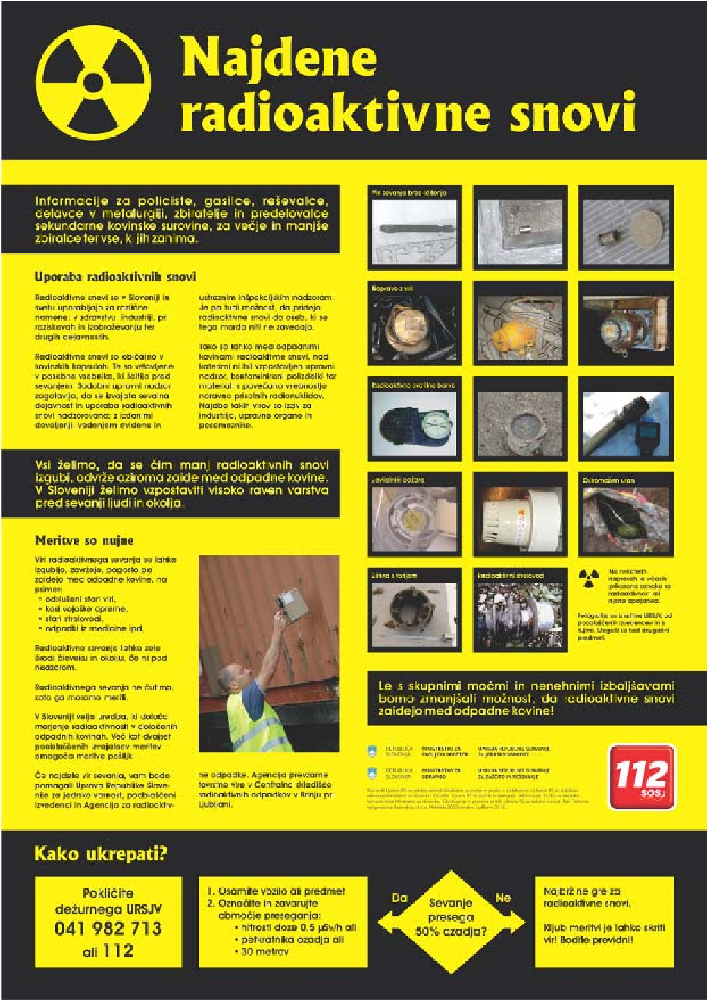 Najdene
radioaktivne snovi
Informacije za policiste, gasilce, reševalce,
delavce v metalurgiji, zbiratelje in predelovalce
sekundarne kovinske surovine, za večje in manjše
zbiralce ter vse, ki jih zanima.
Uporaba radioaktivnih snovi
Radioaktivne snovi se v Sloveniji in
svetu uporabljajo za različne
namene: v zdravstvu, industriji, pri
raziskavah in izobraževanju ter
drugih dejavnostih.
Radioaktivne snovi so običajno v
kovinskih kapsulah. Te so vstavljene
v posebne vsebnike, ki ščitijo pred
sevanjem. Sodobni upravni nadzor
zagotavlja, da se izvajata sevalna
dejavnost in uporaba radioaktivnih
snovi nadzorovano: z izdanimi
dovoljenji, vodenjem evidenc in
ustreznim inšpekcijskim nadzorom.
Je pa tudi možnost, da pridejo
radioaktivne snovi do oseb, ki se
tega morda niti ne zavedajo.
Tako so lahko med odpadnimi
kovinami radioaktivne snovi, nad
katerimi ni bil vzpostavljen upravni
nadzor, kontaminirani polizdelki ter
materiali s povečano vsebnostjo
naravno prisotnih radionuklidov.
Najdbe takih virov so izziv za
industrijo, upravne organe in
posameznike.
Vsi želimo, da se čim manj radioaktivnih snovi
izgubi, odvrže oziroma zaide med odpadne kovine.
V Sloveniji želimo vzpostaviti visoko raven varstva
pred sevanji ljudi in okolja.
Meritve so nujne
Viri radioaktivnega sevanja se lahko
izgubijo, zavržejo, pogosto pa
zaidejo med odpadne kovine, na
primer:
• odsluženi stari viri,
• kosi vojaške opreme,
• stari strelovodi,
• odpadki iz medicine ipd.
Radioaktivno sevanje lahko zelo
škodi človeku in okolju, če ni pod
nadzorom.
Radioaktivnega sevanja ne čutimo,
zato ga moramo meriti.
V Sloveniji velja uredba, ki določa
merjenje radioaktivnosti v določenih
odpadnih kovinah. Več kot dvajset
pooblaščenih izvajalcev meritev
omogoča meritve pošiljk.
Če najdete vir sevanja, vam bodo
pomagali Uprava Republike Slove-
nije za jedrsko varnost, pooblaščeni
izvedenci in Agencija za radioaktiv-
ne odpadke. Agencija prevzame
tovrstne vire v Centralno skladišče
radioaktivnih odpadkov v Brinju pri
Ljubljani.
Viri sevanja brez ščitenja
Naprave z viri
Radioaktivne svetilne barve
Javljalniki požara
Osiromašen uran
Zlitina s torijem
Radioaktivni strelovod
Na nekaterih
napravah je včasih
prikazana oznaka za
radioaktivnost ali
njena izpeljanka.
Fotografije so iz arhiva URSJV, od
pooblaščenih izvedencev in iz
tujine. Mogoči so tudi drugačni
predmeti.
Le s skupnimi močmi in nenehnimi izboljšavami
bomo zmanjšali možnost, da radioaktivne snovi
zaidejo med odpadne kovine!
REPUBLIKA
SLOVENIJA
MINISTRSTVO ZA
OKOLJE IN PROSTOR
UPRAVA REPUBLIKE SLOVENIJE
ZA JEDRSKO VARNOST
REPUBLIKA
SLOVENIJA
MINISTRSTVO ZA
OBRAMBO
UPRAVA REPUBLIKE SLOVENIJE
ZA ZAŠČITO IN REŠEVANJE
112
SOS
Kako ukrepati?
Pokličite
dežurnega URSJV
041 982 713
ali 112
1. Osamite vozilo ali predmet
2. Označite in zavarujte
območje preseganja:
• hitrosti doze 0,5 µSv/h ali
• petkratnika ozadja ali
• 30 metrov
Da
Sevanje
presega
50% ozadja?
Ne
Najbrž ne gre za
radioaktivne snovi.
Kljub meritvi je lahko skriti
vir! Bodite previdni!